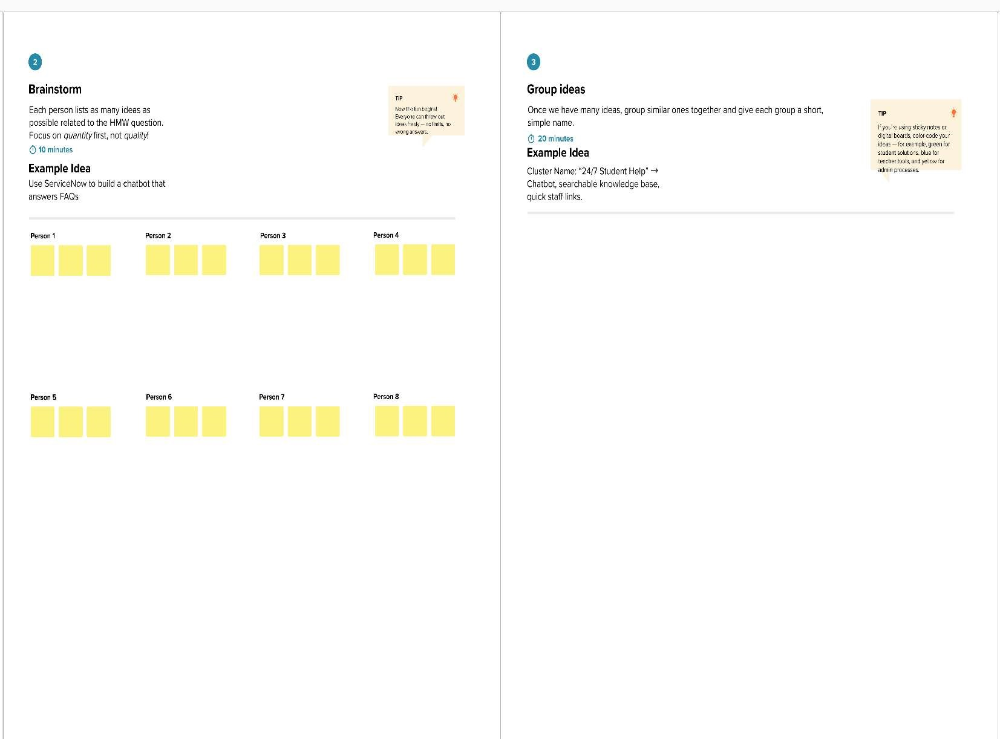 2
Brainstorm
Each person lists as many ideas as
possible related to the HMW question.
Focus on quantity first, not quality!
10 minutes
Example Idea
Use ServiceNow to build a chatbot that
answers FAQs
TIP
Now the fun begins!
Everyone can throw out
ideas freely — no limits, no
wrong answers.
Person 1
Person 2
Person 3
Person 4
Person 5
Person 6
Person 7
Person 8
3
Group ideas
Once we have many ideas, group similar ones together and give each group a short,
simple name.
20 minutes
Example Idea
Cluster Name: “24/7 Student Help” →
Chatbot, searchable knowledge base,
quick staff links.
TIP
If you’re using sticky notes or
digital boards, color-code your
ideas — for example, green for
student solutions, blue for
teacher tools, and yellow for
admin processes.